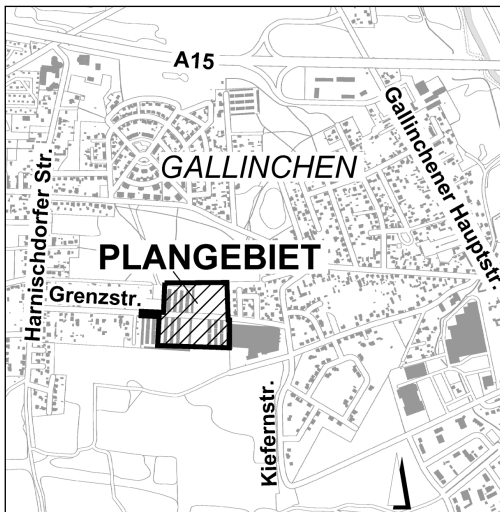 A15
Gallinchener Hauptstr.
GALLINCHEN
Harnischdorfer Str.
PLANGEBIET
Grenzstr.
Kiefernstr.